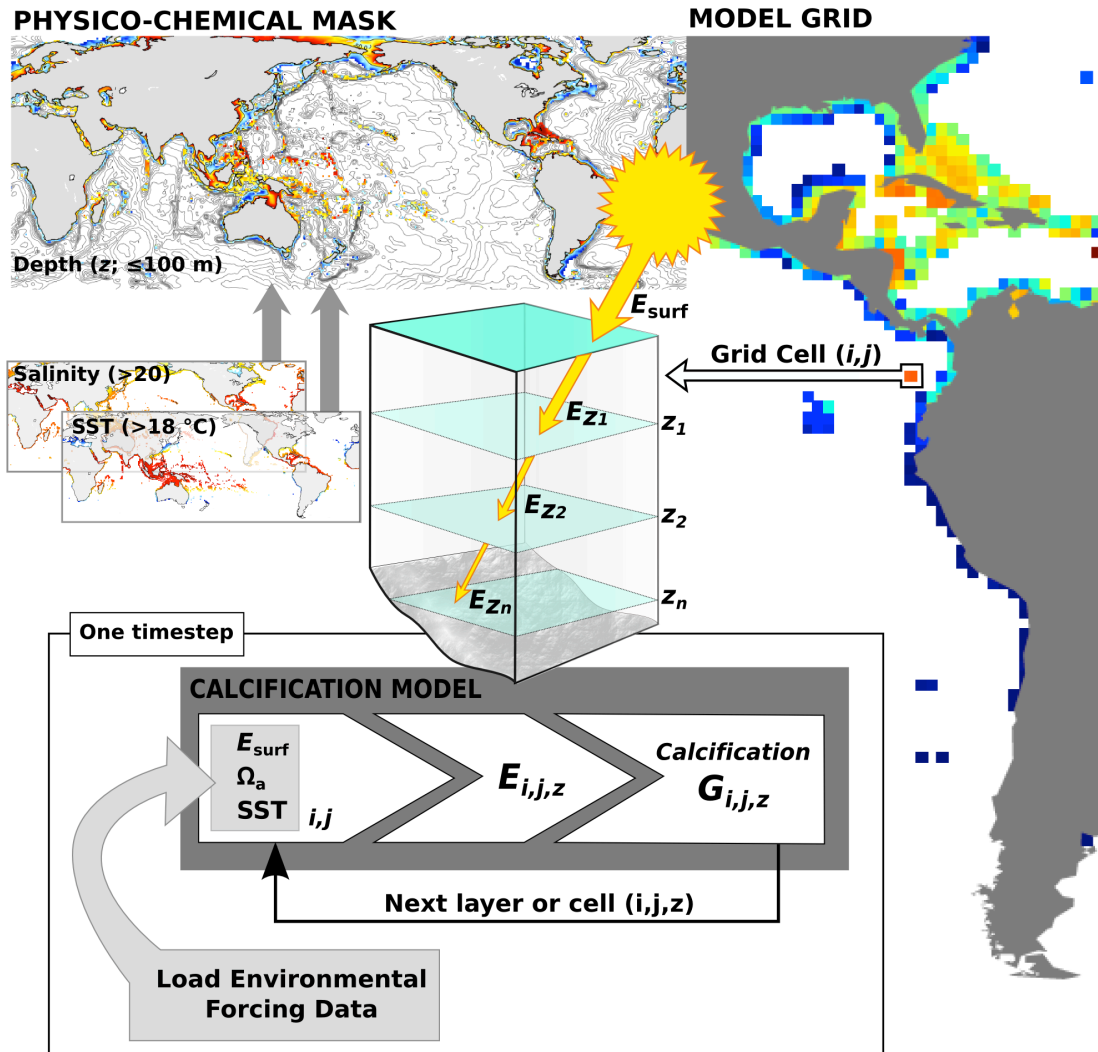 PHYSICO-CHEMICAL MASK
MODEL GRID
Depth (z; ≤100 m)
Salinity (>20)
SST (>18 °C)
E_surf
Grid Cell (i,j)
E_Z1
z_1
E_Z2
z_2
E_Zn
z_n
One timestep
CALCIFICATION MODEL
E_surf
Ω_a
SST
i,j
E_i,j,z
Calcification
G_i,j,z
Next layer or cell (i,j,z)
Load Environmental
Forcing Data